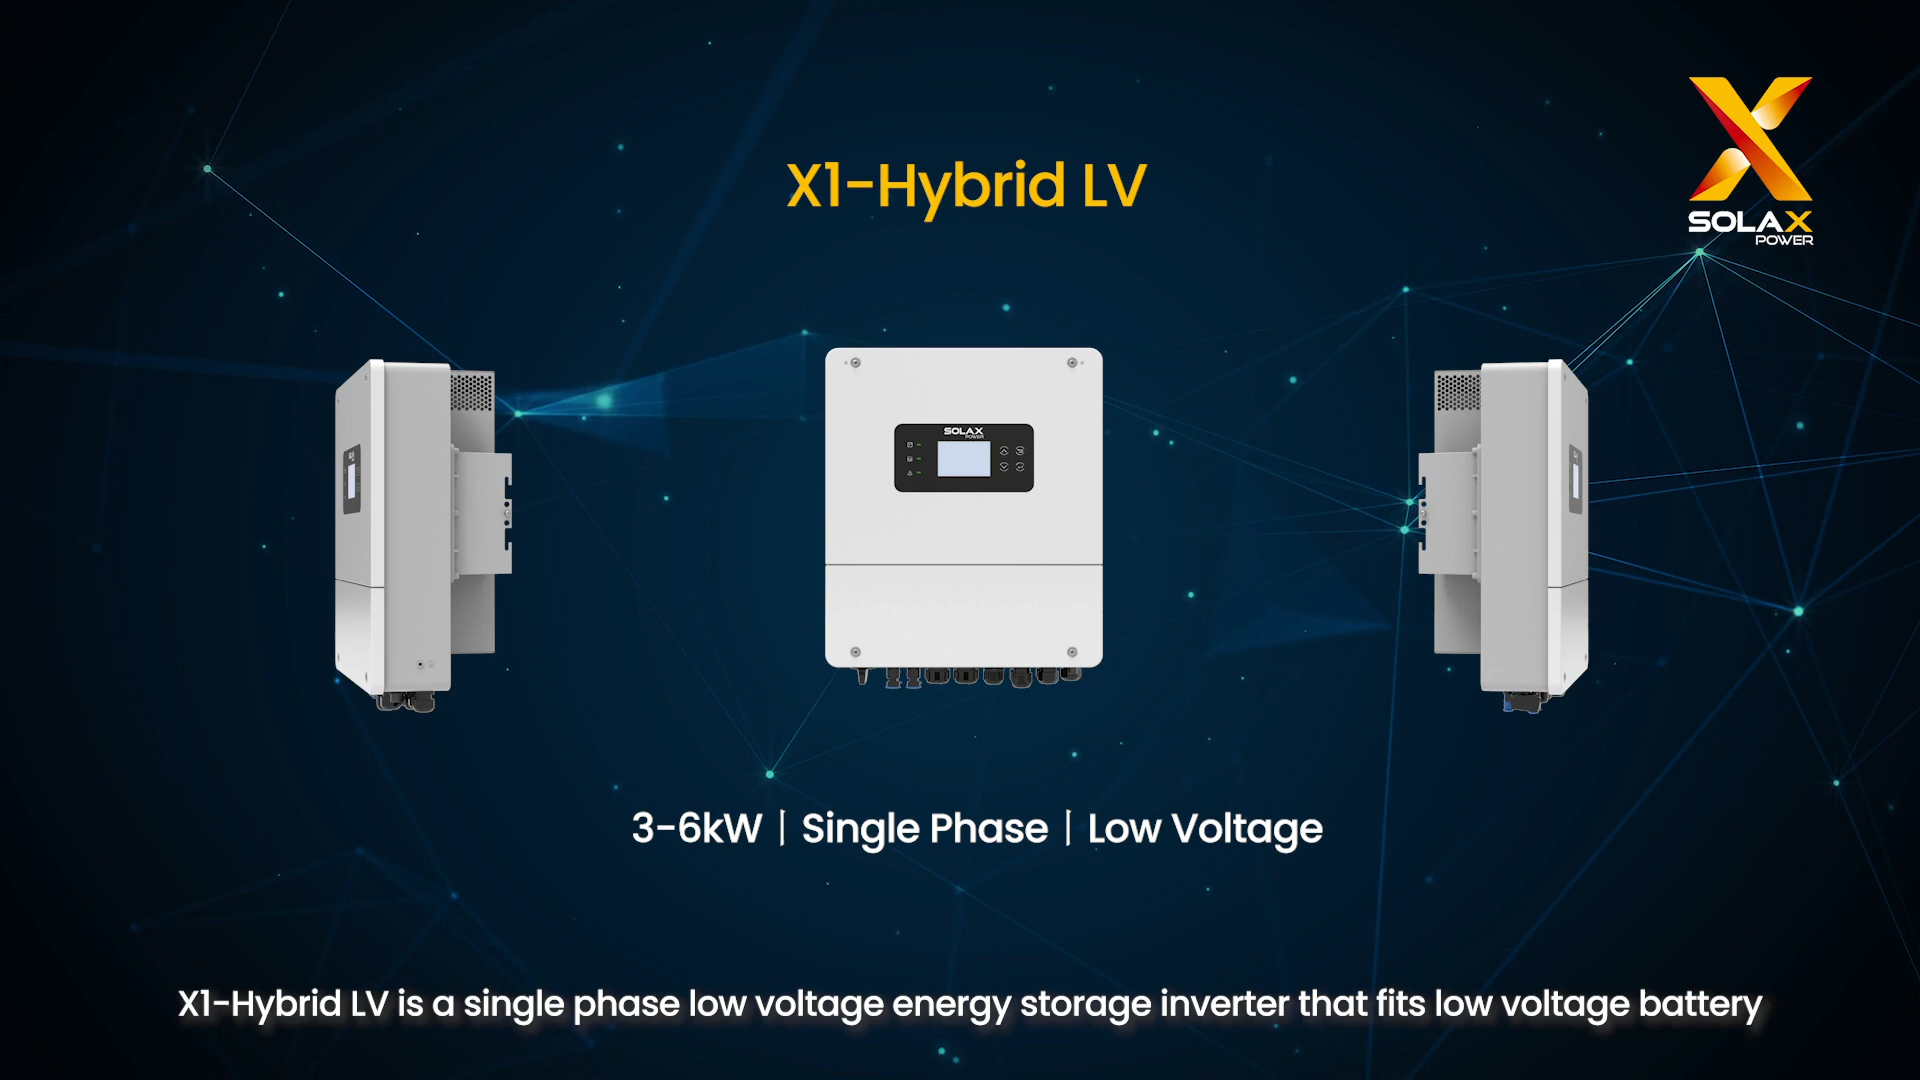 X1-Hybrid LV
SOLAX
POWER
SOLAX
POWER
3-6kW | Single Phase | Low Voltage
X1-Hybrid LV is a single phase low voltage energy storage inverter that fits low voltage battery